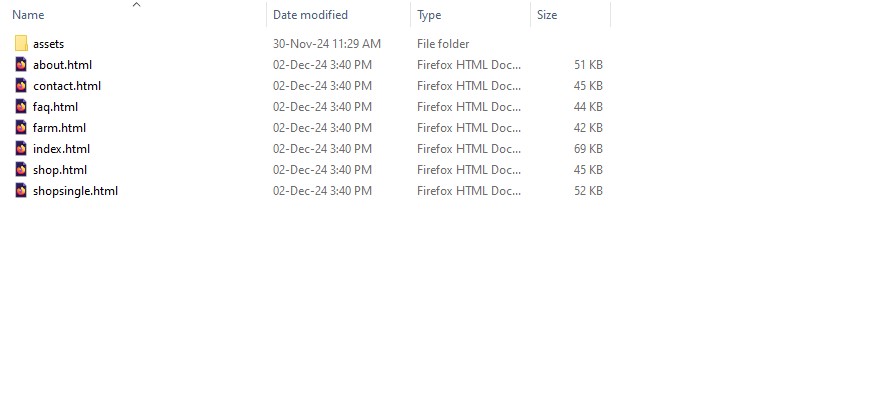 Name Date modified Type Size
assets 30-Nov-24 11:29 AM File folder
about.html 02-Dec-24 3:40 PM Firefox HTML Doc... 51 KB
contact.html 02-Dec-24 3:40 PM Firefox HTML Doc... 45 KB
faq.html 02-Dec-24 3:40 PM Firefox HTML Doc... 44 KB
farm.html 02-Dec-24 3:40 PM Firefox HTML Doc... 42 KB
index.html 02-Dec-24 3:40 PM Firefox HTML Doc... 69 KB
shop.html 02-Dec-24 3:40 PM Firefox HTML Doc... 45 KB
shopsingle.html 02-Dec-24 3:40 PM Firefox HTML Doc... 52 KB